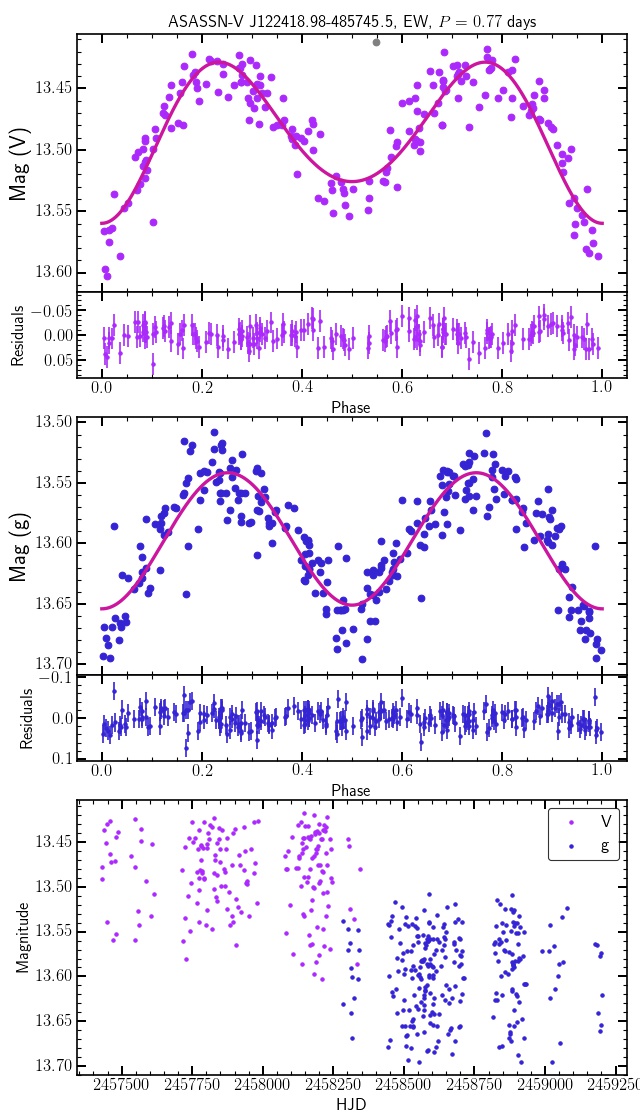 ASASSN-V J122418.98-485745.5, EW, P = 0.77 days
Mag (V)
13.45
13.50
13.55
13.60
Residuals
−0.05
0.00
0.05
0.0 0.2 0.4 0.6 0.8 1.0
Phase
Mag (g)
13.50
13.55
13.60
13.65
13.70
Residuals
−0.1
0.0
0.1
0.0 0.2 0.4 0.6 0.8 1.0
Phase
V
g
Magnitude
13.45
13.50
13.55
13.60
13.65
13.70
2457500 2457750 2458000 2458250 2458500 2458750 2459000 2459250
HJD